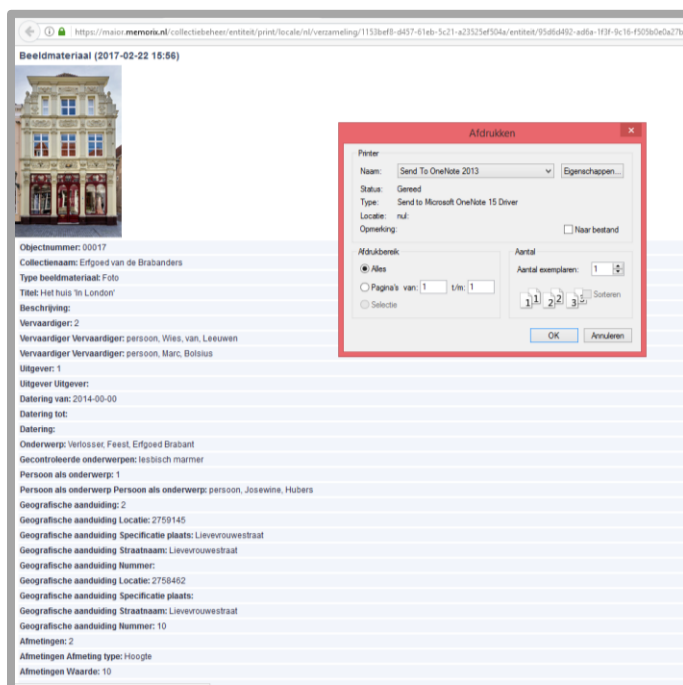 https://maior.memorix.nl/collectiebeheer/entiteit/print/locale/nl/verzameling/1153bef8-d457-61eb-5c21-a23525ef504a/entiteit/95d6d492-ad6a-1f3f-9c16-f505b0e0a27b
Beeldmateriaal (2017-02-22 15:56)
Afdrukken
Printer
Naam: Send To OneNote 2013 Eigenschappen...
Status: Gereed
Type: Send to Microsoft OneNote 15 Driver
Locatie: nul:
Opmerking: Naar bestand
Afdrukbereik
Alles
Pagina's van: 1 t/m: 1
Selectie
Aantal
Aantal exemplaren: 1
1 1 2 2 3 3 Sorteren
OK Annuleren
Objectnummer: 00017
Collectienaam: Erfgoed van de Brabanders
Type beeldmateriaal: Foto
Titel: Het huis 'In London'
Beschrijving:
Vervaardiger: 2
Vervaardiger Vervaardiger: persoon, Wies, van, Leeuwen
Vervaardiger Vervaardiger: persoon, Marc, Bolsius
Uitgever: 1
Uitgever Uitgever:
Datering van: 2014-00-00
Datering tot:
Datering:
Onderwerp: Verlosser, Feest, Erfgoed Brabant
Gecontroleerde onderwerpen: lesbisch marmer
Persoon als onderwerp: 1
Persoon als onderwerp Persoon als onderwerp: persoon, Josewine, Hubers
Geografische aanduiding: 2
Geografische aanduiding Locatie: 2759145
Geografische aanduiding Specificatie plaats: Lievevrouwestraat
Geografische aanduiding Straatnaam: Lievevrouwestraat
Geografische aanduiding Nummer:
Geografische aanduiding Locatie: 2758462
Geografische aanduiding Specificatie plaats:
Geografische aanduiding Straatnaam: Lievevrouwestraat
Geografische aanduiding Nummer: 10
Afmetingen: 2
Afmetingen Afmeting type: Hoogte
Afmetingen Waarde: 10